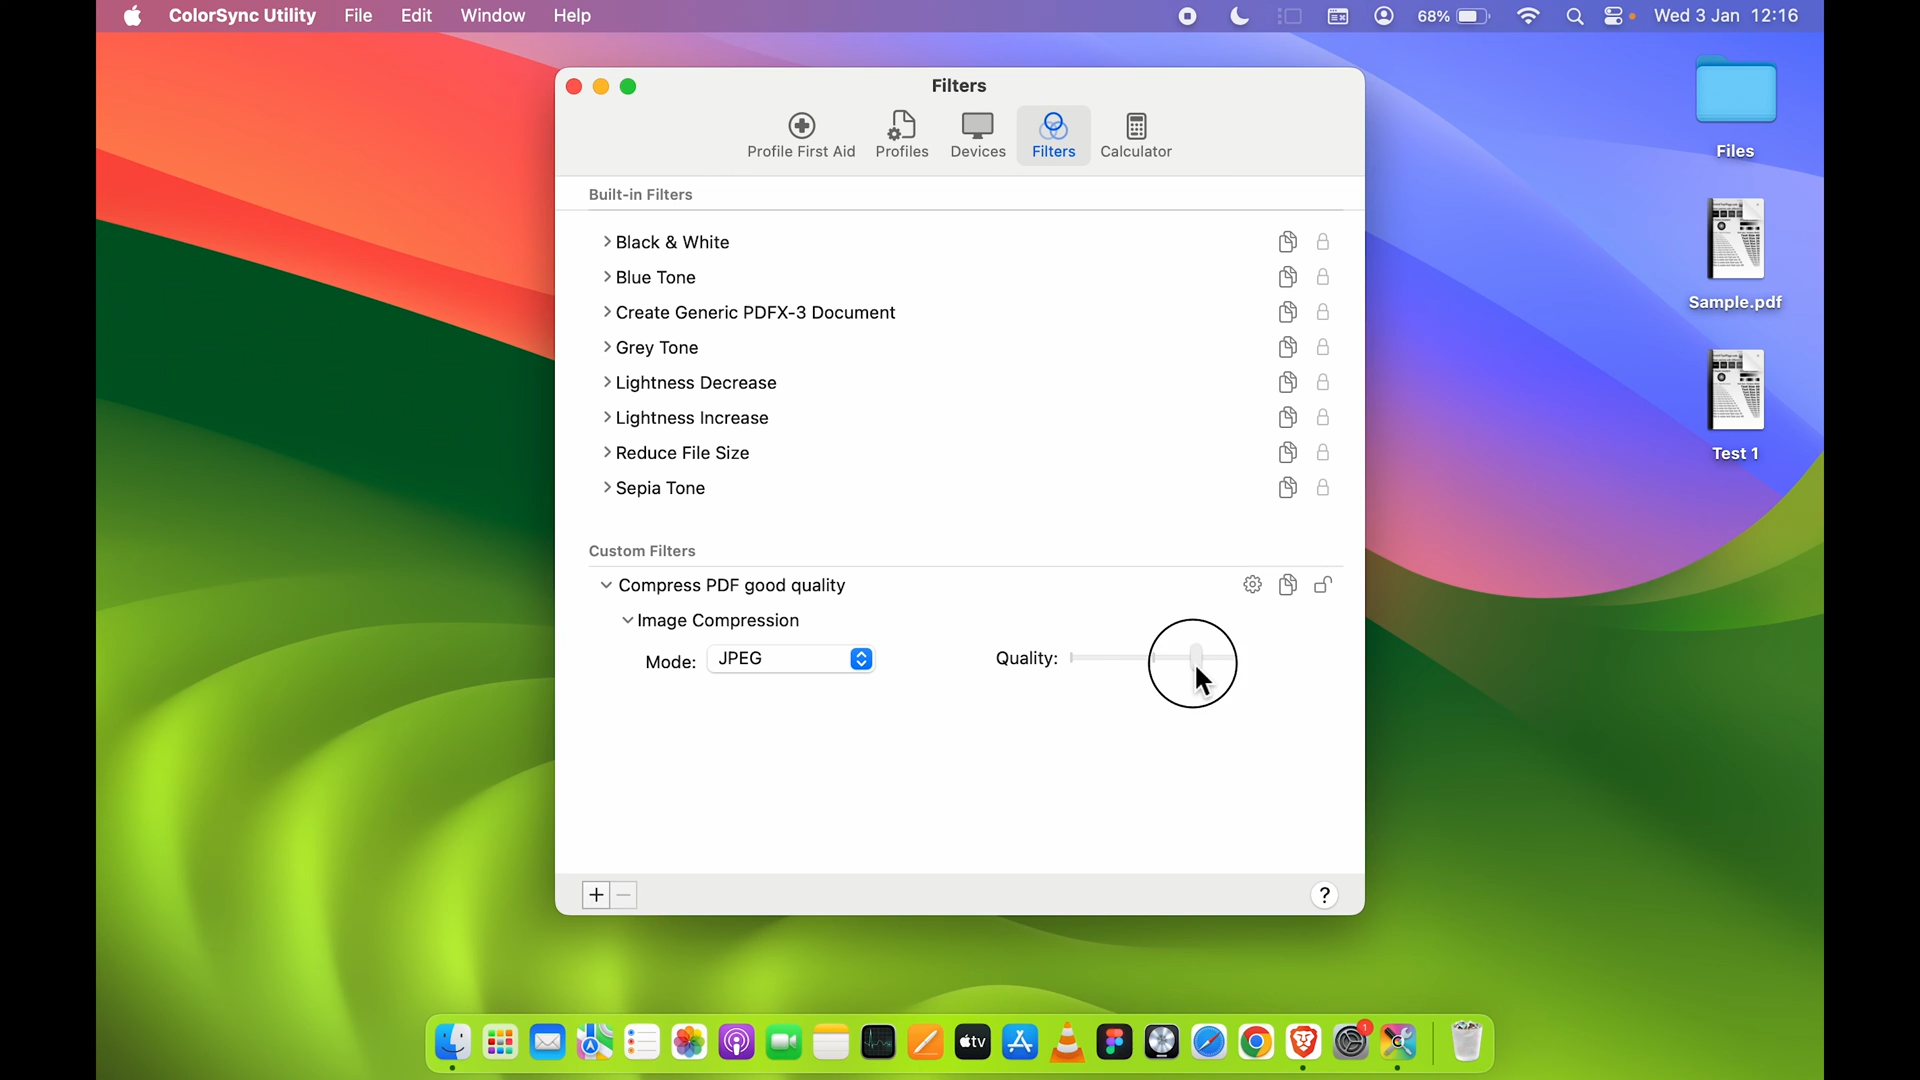 ColorSync Utility File Edit Window Help 68% Wed 3 Jan 12:16
Filters
Profile First Aid Profiles Devices Filters Calculator
Built-in Filters
Black & White
Blue Tone
Create Generic PDFX-3 Document
Grey Tone
Lightness Decrease
Lightness Increase
Reduce File Size
Sepia Tone
Custom Filters
Compress PDF good quality
Image Compression
Mode: JPEG Quality:
?
Files
Sample.pdf
Test 1
tv
1